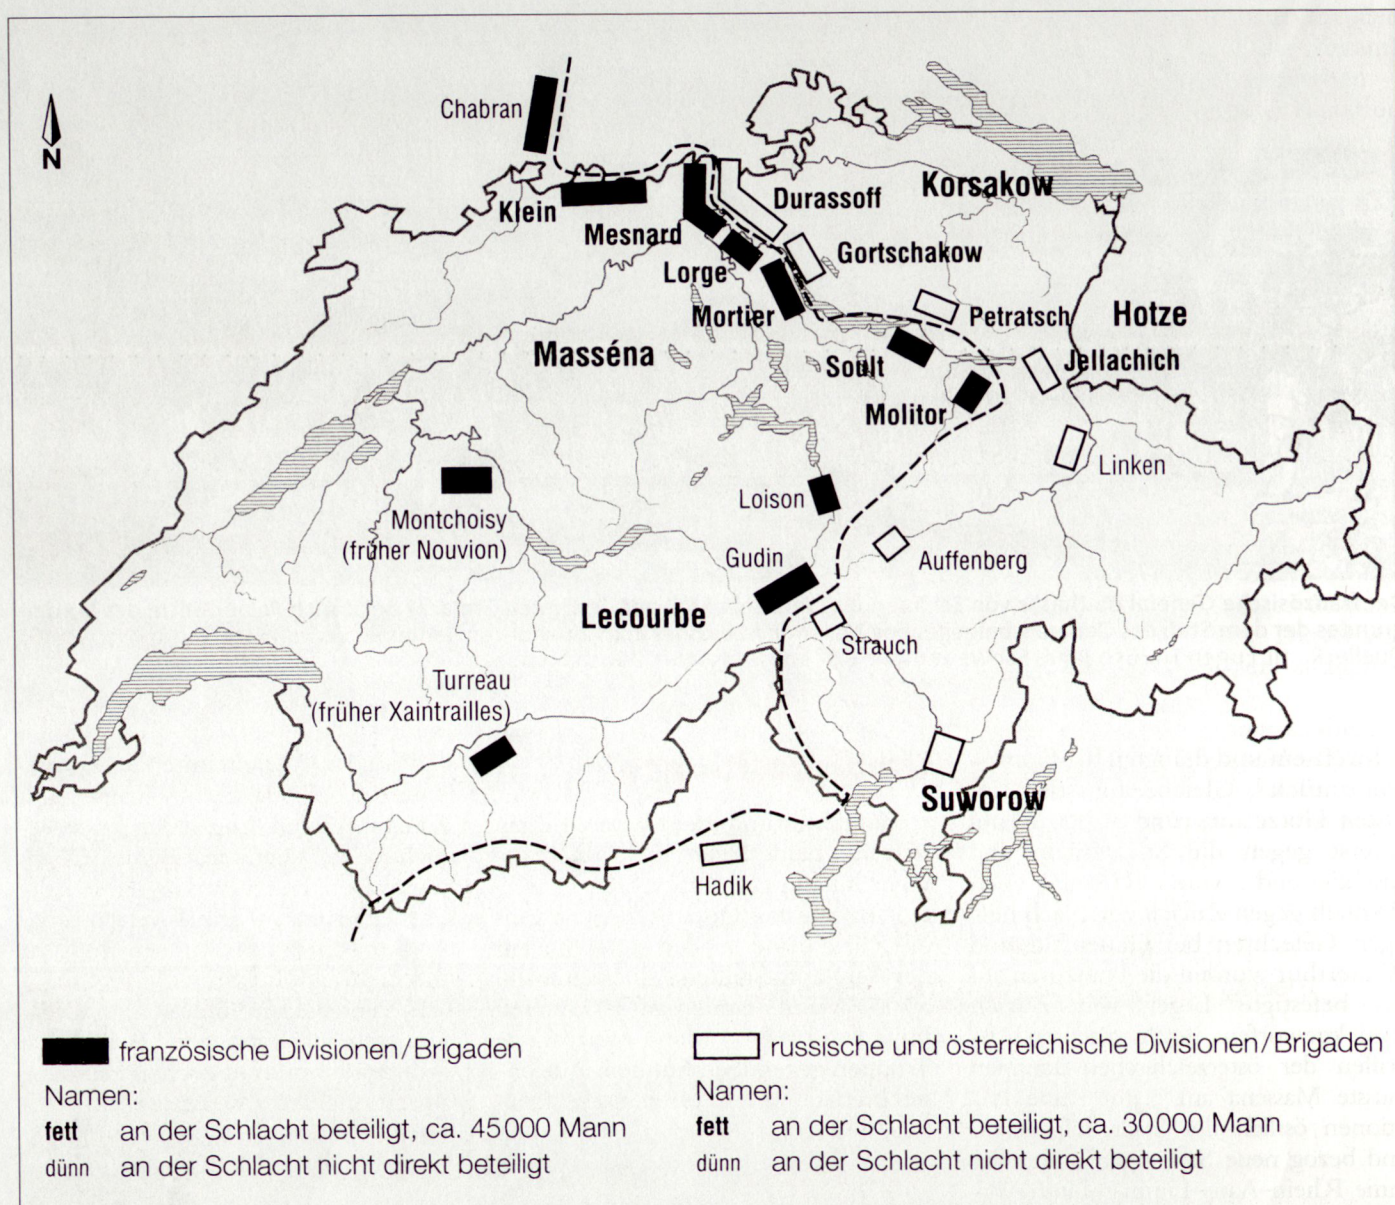 Chabran
N
Klein
Mesnard
Lorge
Mortier
Masséna
Durassoff
Korsakow
Gortschakow
Petratsch
Hotze
Jellachich
Soult
Molitor
Linken
Loison
Montchoisy
(früher Nouvion)
Gudin
Auffenberg
Lecourbe
Strauch
Turreau
(früher Xaintrailles)
Suworow
Hadik
französische Divisionen/Brigaden
Namen:
fett an der Schlacht beteiligt, ca. 45000 Mann
dünn an der Schlacht nicht direkt beteiligt
russische und österreichische Divisionen/Brigaden
Namen:
fett an der Schlacht beteiligt, ca. 30000 Mann
dünn an der Schlacht nicht direkt beteiligt